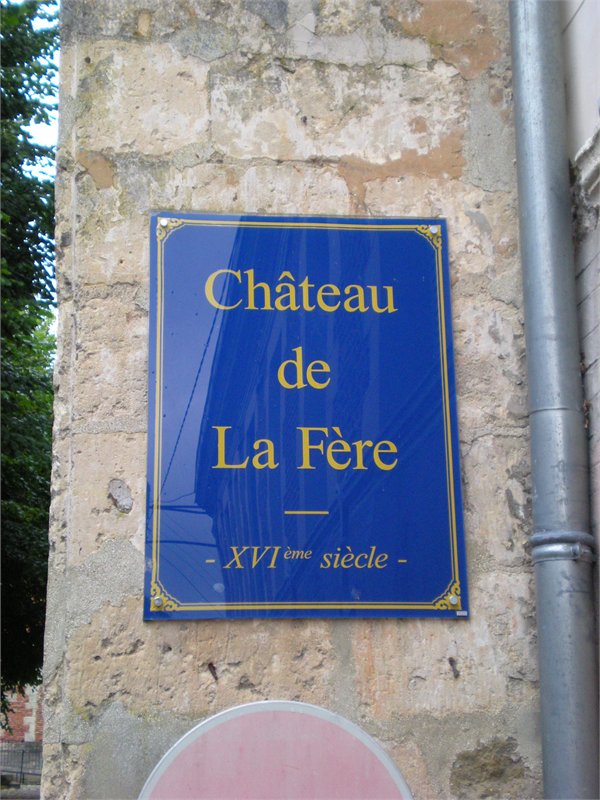 Château
de
La Fère
- XVIème siècle -